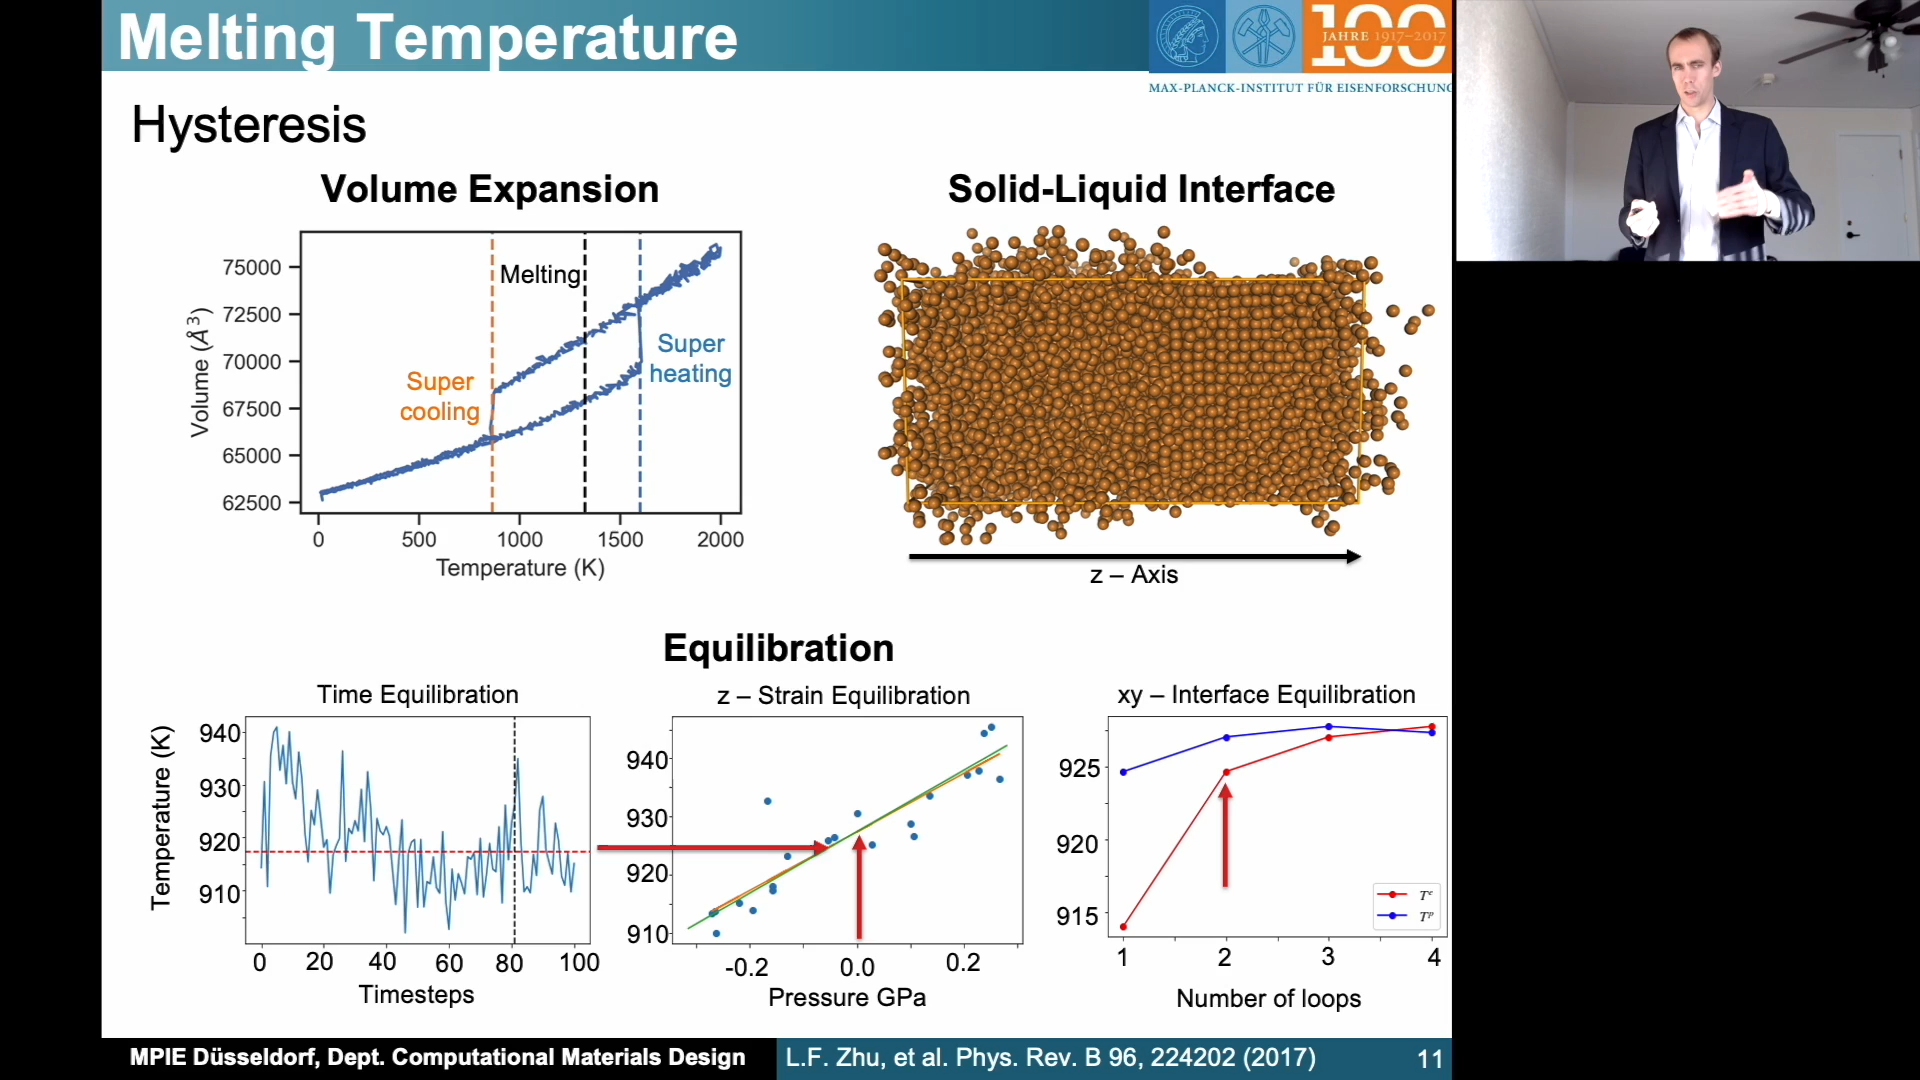 Melting Temperature
100
JAHRE 1917–2017
MAX-PLANCK-INSTITUT FÜR EISENFORSCHUNG
Hysteresis
Volume Expansion
Solid-Liquid Interface
Melting
Super
cooling
Super
heating
Volume (Å³)
75000
72500
70000
67500
65000
62500
0 500 1000 1500 2000
Temperature (K)
z – Axis
Equilibration
Time Equilibration
Temperature (K)
940
930
920
910
0 20 40 60 80 100
Timesteps
z – Strain Equilibration
940
930
920
910
-0.2 0.0 0.2
Pressure GPa
xy – Interface Equilibration
925
920
915
Tᵉ
Tᵖ
1 2 3 4
Number of loops
MPIE Düsseldorf, Dept. Computational Materials Design
L.F. Zhu, et al. Phys. Rev. B 96, 224202 (2017)
11